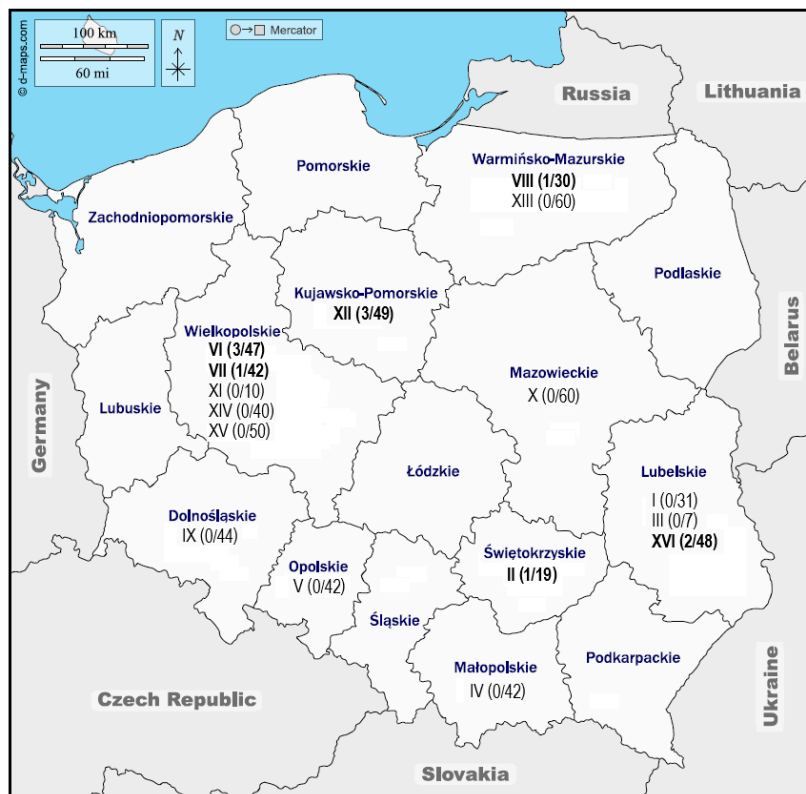 © d-maps.com
100 km
60 mi
N
Mercator
Russia
Lithuania
Pomorskie
Warmińsko-Mazurskie
VIII (1/30)
XIII (0/60)
Zachodniopomorskie
Podlaskie
Kujawsko-Pomorskie
XII (3/49)
Belarus
Wielkopolskie
VI (3/47)
VII (1/42)
XI (0/10)
XIV (0/40)
XV (0/50)
Mazowieckie
X (0/60)
Germany
Lubuskie
Łódzkie
Lubelskie
I (0/31)
III (0/7)
XVI (2/48)
Dolnośląskie
IX (0/44)
Opolskie
V (0/42)
Świętokrzyskie
II (1/19)
Śląskie
Małopolskie
IV (0/42)
Podkarpackie
Ukraine
Czech Republic
Slovakia